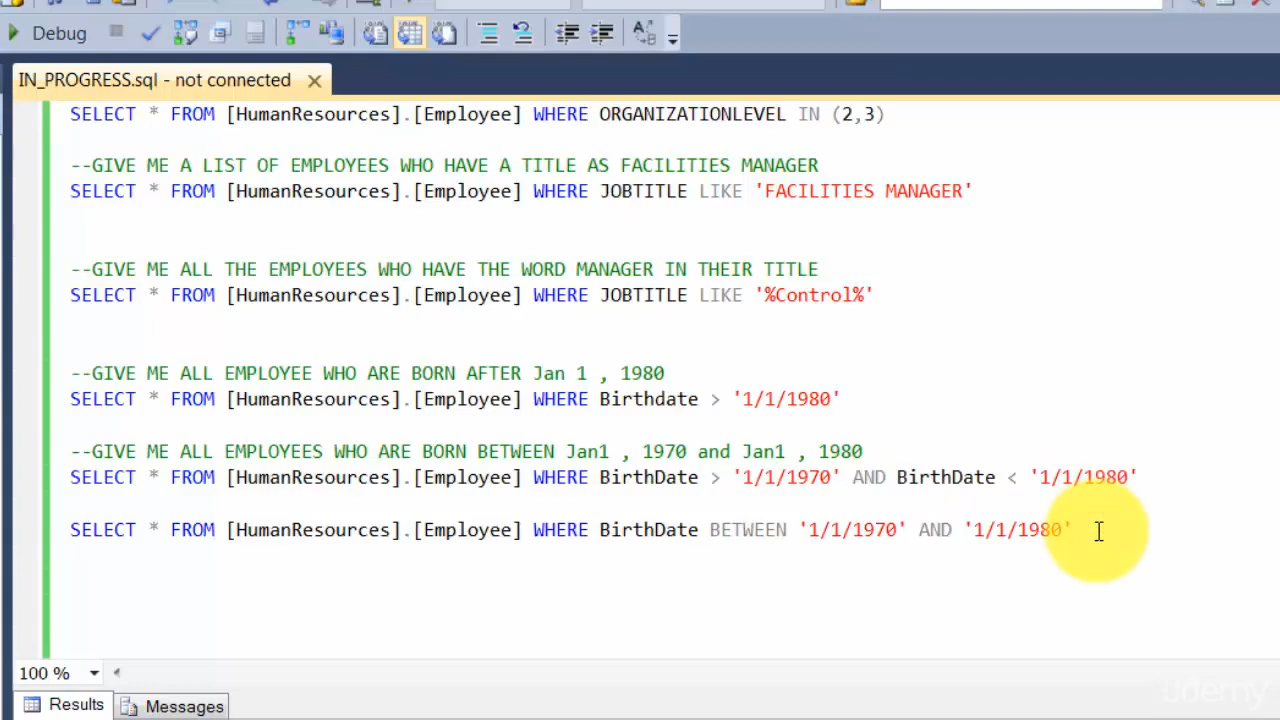 Debug
IN_PROGRESS.sql - not connected
SELECT * FROM [HumanResources].[Employee] WHERE ORGANIZATIONLEVEL IN (2,3)
--GIVE ME A LIST OF EMPLOYEES WHO HAVE A TITLE AS FACILITIES MANAGER
SELECT * FROM [HumanResources].[Employee] WHERE JOBTITLE LIKE 'FACILITIES MANAGER'
--GIVE ME ALL THE EMPLOYEES WHO HAVE THE WORD MANAGER IN THEIR TITLE
SELECT * FROM [HumanResources].[Employee] WHERE JOBTITLE LIKE '%Control%'
--GIVE ME ALL EMPLOYEE WHO ARE BORN AFTER Jan 1 , 1980
SELECT * FROM [HumanResources].[Employee] WHERE Birthdate > '1/1/1980'
--GIVE ME ALL EMPLOYEES WHO ARE BORN BETWEEN Jan1 , 1970 and Jan1 , 1980
SELECT * FROM [HumanResources].[Employee] WHERE BirthDate > '1/1/1970' AND BirthDate < '1/1/1980'
SELECT * FROM [HumanResources].[Employee] WHERE BirthDate BETWEEN '1/1/1970' AND '1/1/1980'
100 %
Results Messages
udemy